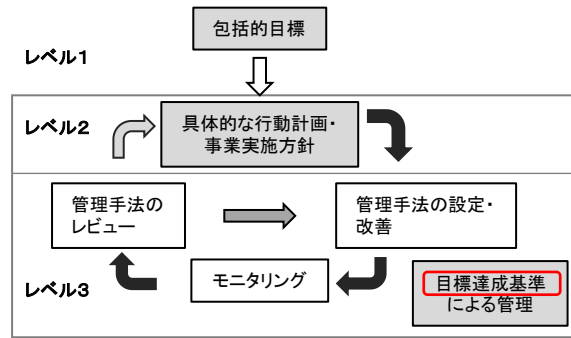 包括的目標
レベル1
レベル2
具体的な行動計画・
事業実施方針
管理手法の
レビュー
管理手法の設定・
改善
モニタリング
レベル3
目標達成基準
による管理